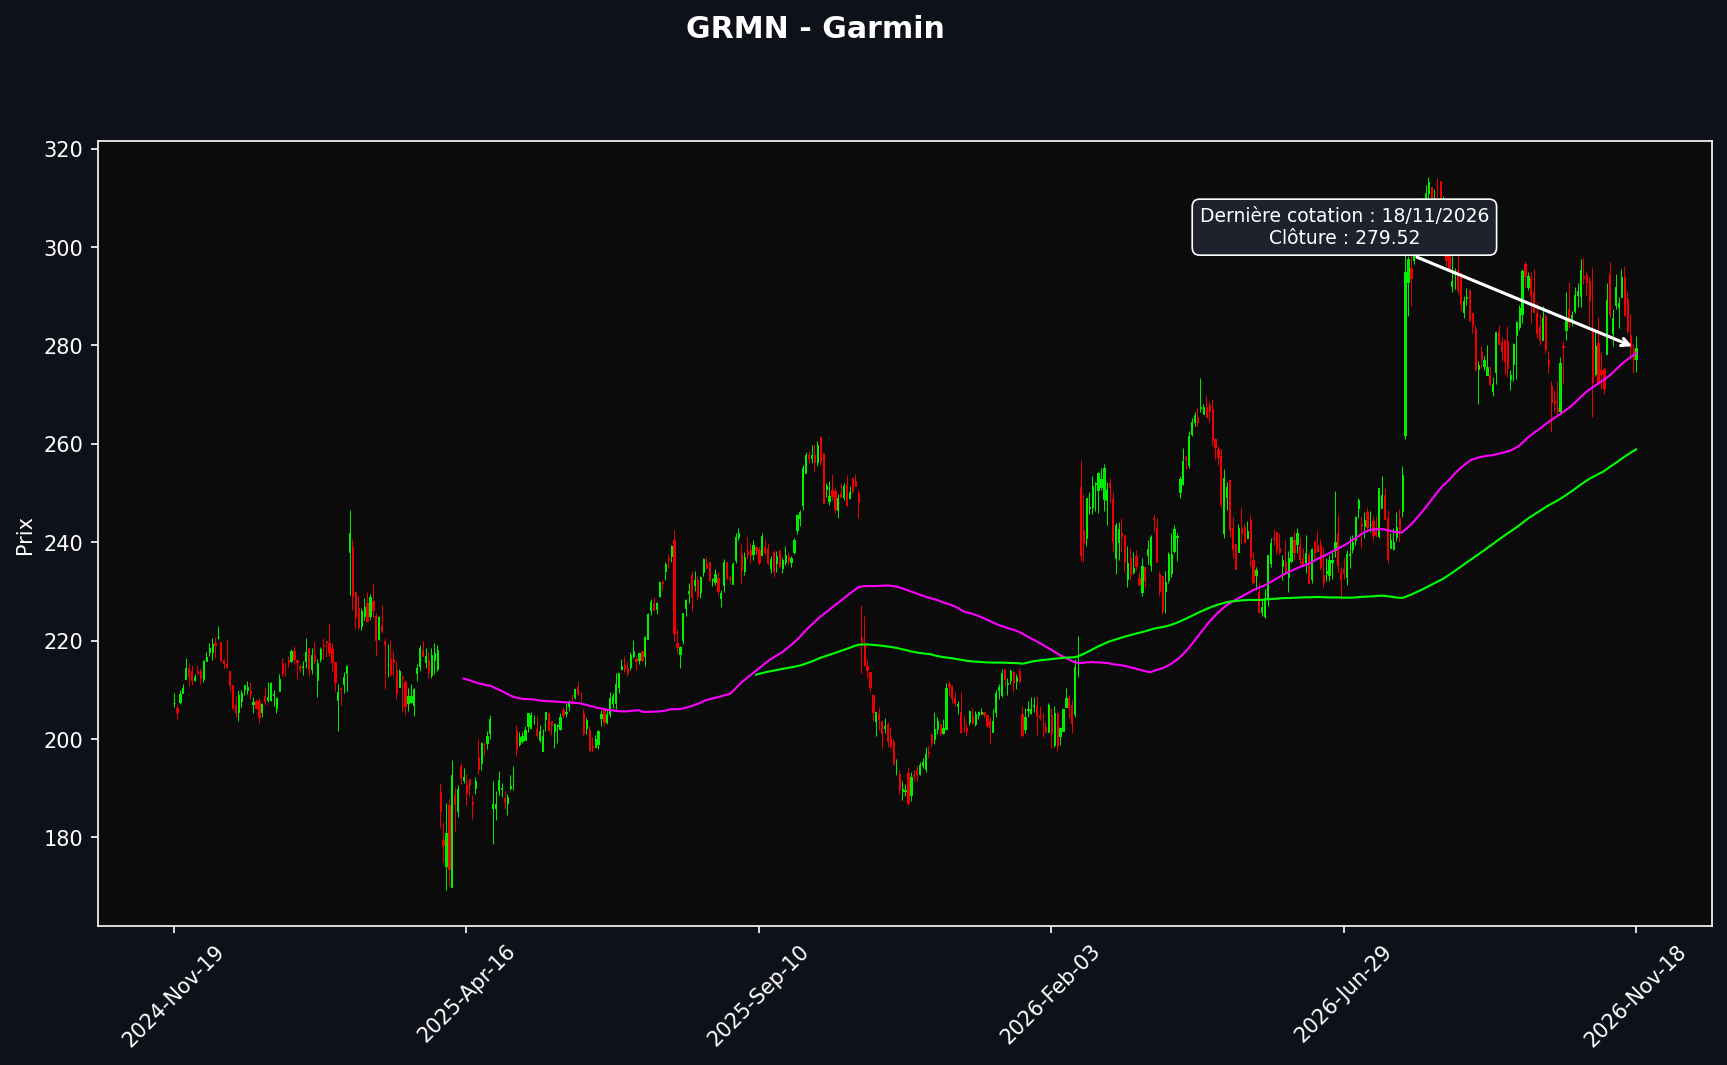 GRMN - Garmin
320
300
280
260
240
220
200
180
Prix
Dernière cotation : 18/11/2026
Clôture : 279.52
2024-Nov-19
2025-Apr-16
2025-Sep-10
2026-Feb-03
2026-Jun-29
2026-Nov-18